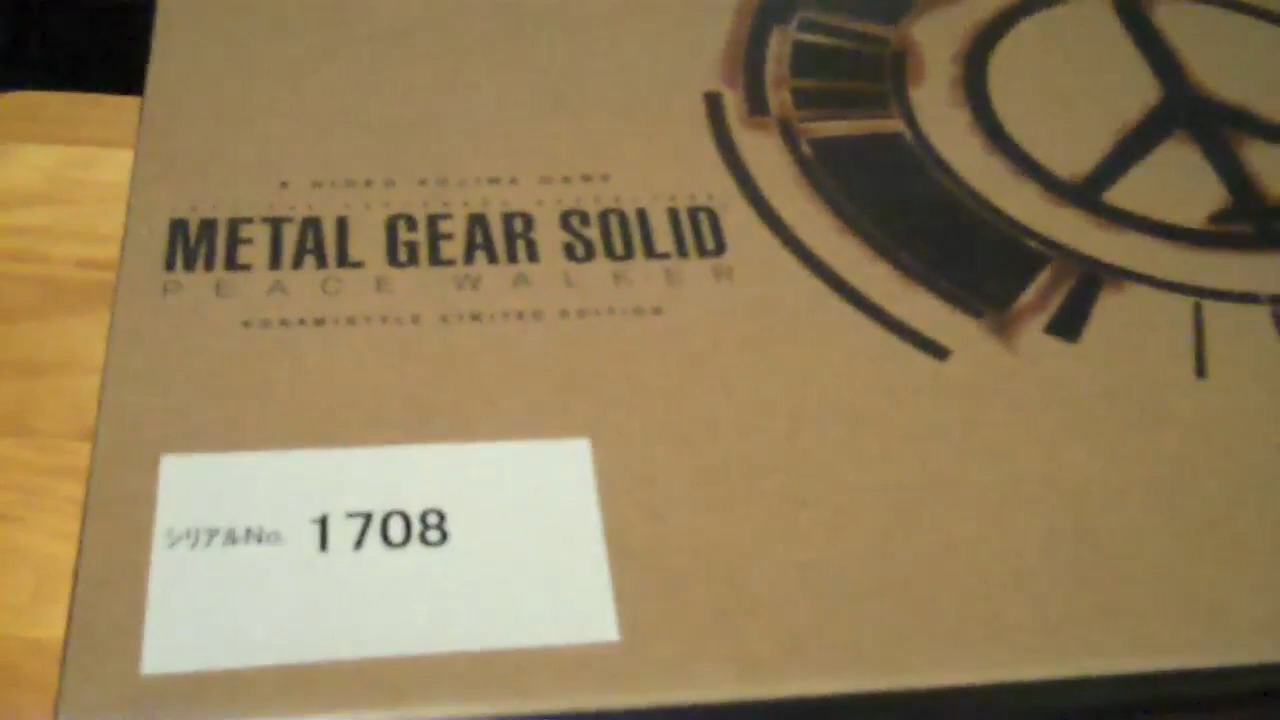 A HIDEO KOJIMA GAME
METAL GEAR SOLID
PEACE WALKER
KONAMISTYLE LIMITED EDITION
シリアルNo. 1708